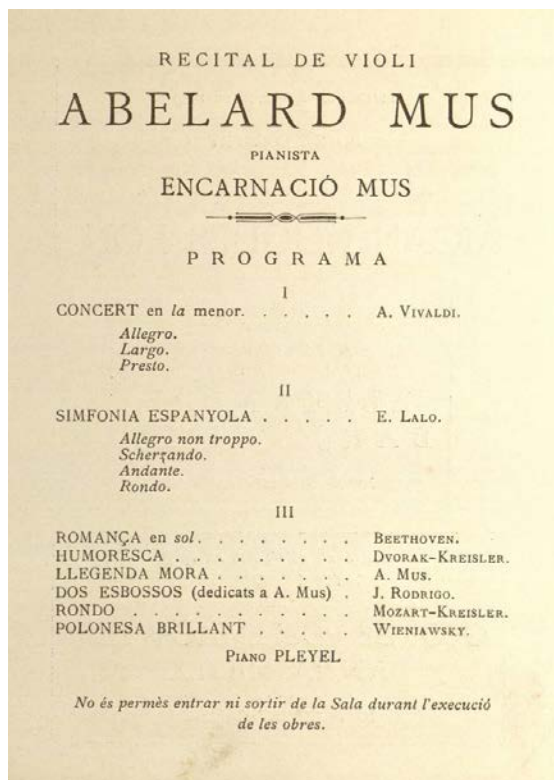 RECITAL DE VIOLI
ABELARD MUS
PIANISTA
ENCARNACIÓ MUS
PROGRAMA
I
CONCERT en la menor. . . . . . A. VIVALDI.
Allegro.
Largo.
Presto.
II
SIMFONIA ESPANYOLA . . . . . E. LALO.
Allegro non troppo.
Scherzando.
Andante.
Rondo.
III
ROMANÇA en sol. . . . . . . . BEETHOVEN.
HUMORESCA . . . . . . . . . DVORAK-KREISLER.
LLEGENDA MORA . . . . . . . A. MUS.
DOS ESBOSSOS (dedicats a A. Mus) . J. RODRIGO.
RONDO . . . . . . . . . . . MOZART-KREISLER.
POLONESA BRILLANT . . . . . WIENIAWSKY.
PIANO PLEYEL
No és permès entrar ni sortir de la Sala durant l'execució
de les obres.